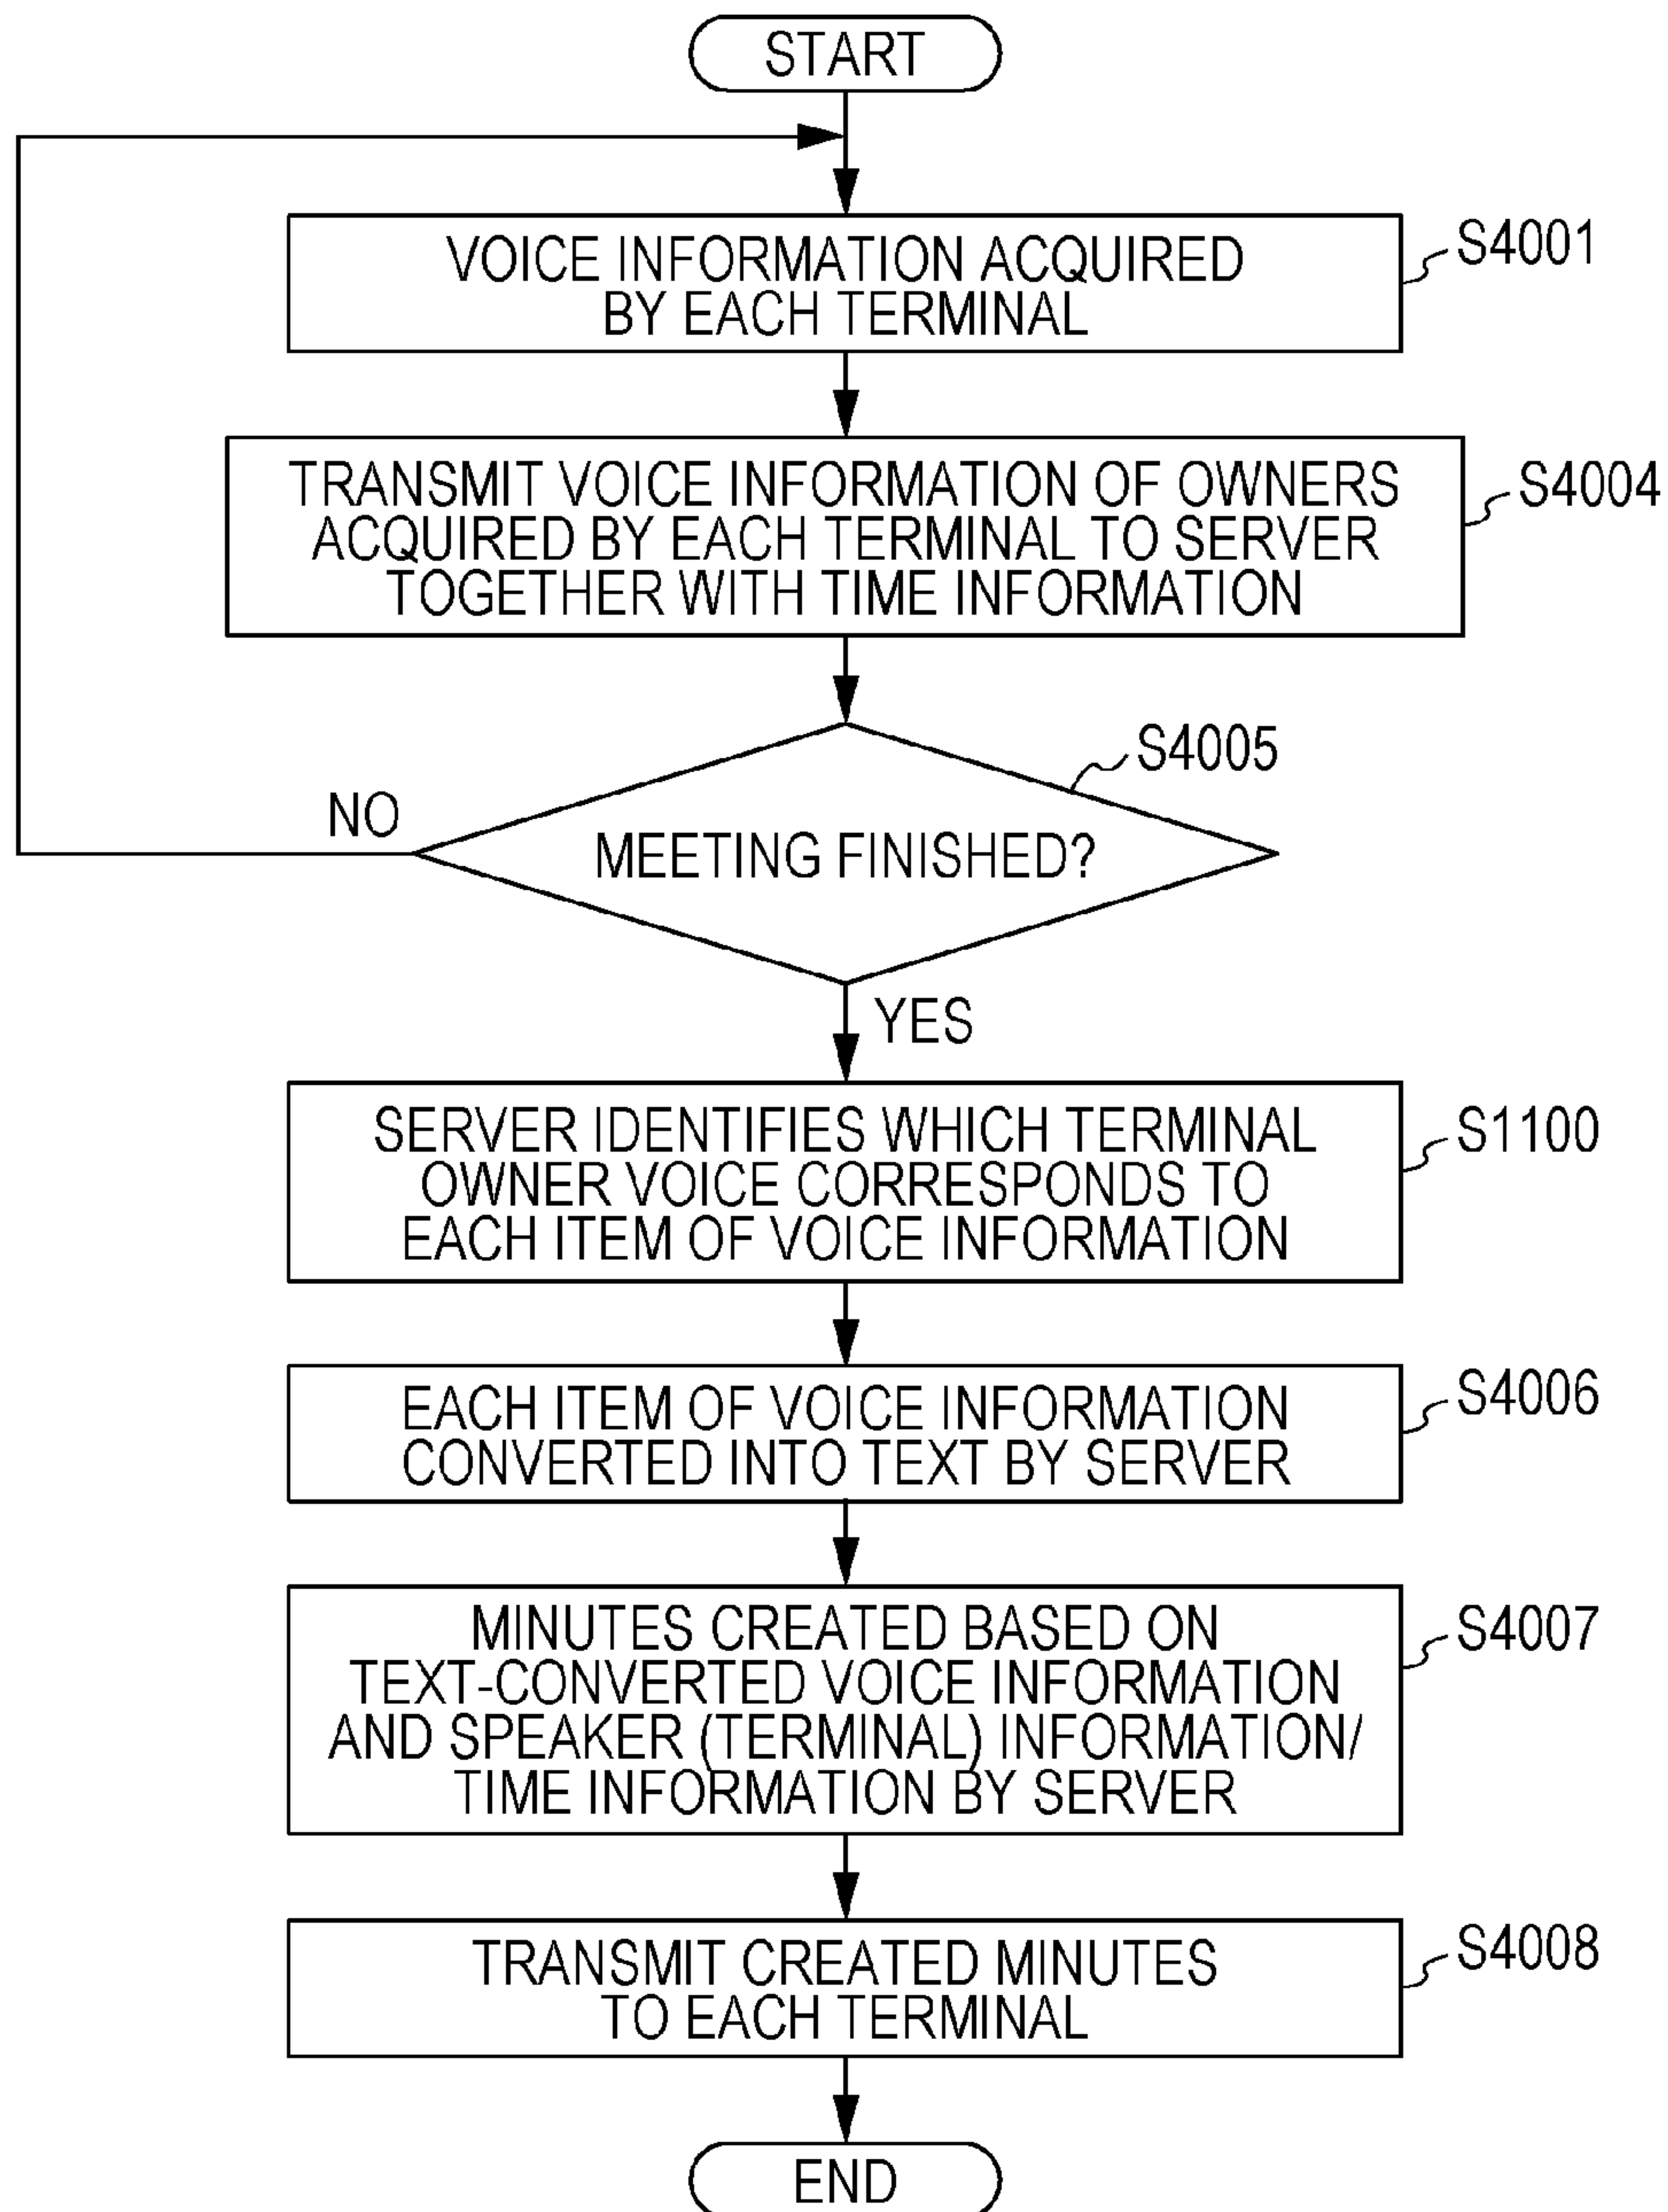 START
VOICE INFORMATION ACQUIRED
BY EACH TERMINAL
S4001
TRANSMIT VOICE INFORMATION OF OWNERS
ACQUIRED BY EACH TERMINAL TO SERVER
TOGETHER WITH TIME INFORMATION
S4004
S4005
NO
MEETING FINISHED?
YES
SERVER IDENTIFIES WHICH TERMINAL
OWNER VOICE CORRESPONDS TO
EACH ITEM OF VOICE INFORMATION
S1100
EACH ITEM OF VOICE INFORMATION
CONVERTED INTO TEXT BY SERVER
S4006
MINUTES CREATED BASED ON
TEXT-CONVERTED VOICE INFORMATION
AND SPEAKER (TERMINAL) INFORMATION/
TIME INFORMATION BY SERVER
S4007
TRANSMIT CREATED MINUTES
TO EACH TERMINAL
S4008
END